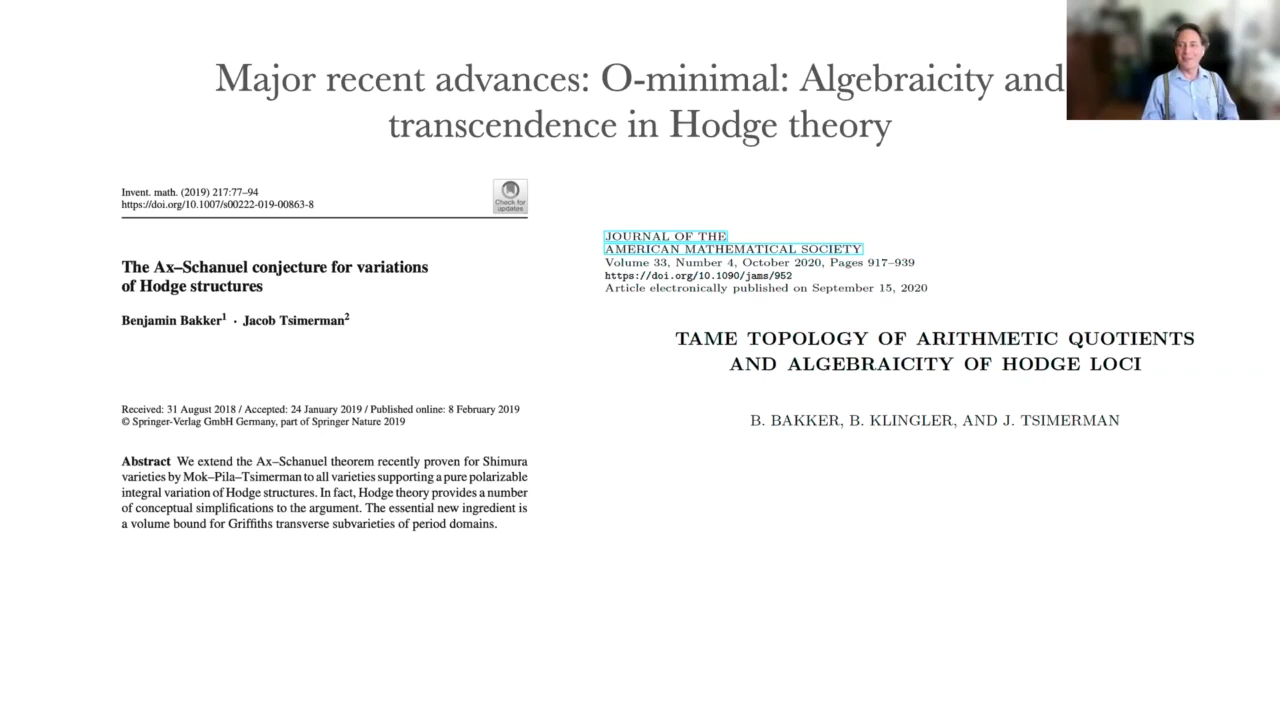 Major recent advances: O-minimal: Algebraicity and
transcendence in Hodge theory
Invent. math. (2019) 217:77–94
https://doi.org/10.1007/s00222-019-00863-8
Check for
updates
The Ax–Schanuel conjecture for variations
of Hodge structures
Benjamin Bakker1 · Jacob Tsimerman2
Received: 31 August 2018 / Accepted: 24 January 2019 / Published online: 8 February 2019
© Springer-Verlag GmbH Germany, part of Springer Nature 2019
Abstract We extend the Ax–Schanuel theorem recently proven for Shimura
varieties by Mok–Pila–Tsimerman to all varieties supporting a pure polarizable
integral variation of Hodge structures. In fact, Hodge theory provides a number
of conceptual simplifications to the argument. The essential new ingredient is
a volume bound for Griffiths transverse subvarieties of period domains.
JOURNAL OF THE
AMERICAN MATHEMATICAL SOCIETY
Volume 33, Number 4, October 2020, Pages 917–939
https://doi.org/10.1090/jams/952
Article electronically published on September 15, 2020
TAME TOPOLOGY OF ARITHMETIC QUOTIENTS
AND ALGEBRAICITY OF HODGE LOCI
B. BAKKER, B. KLINGLER, AND J. TSIMERMAN